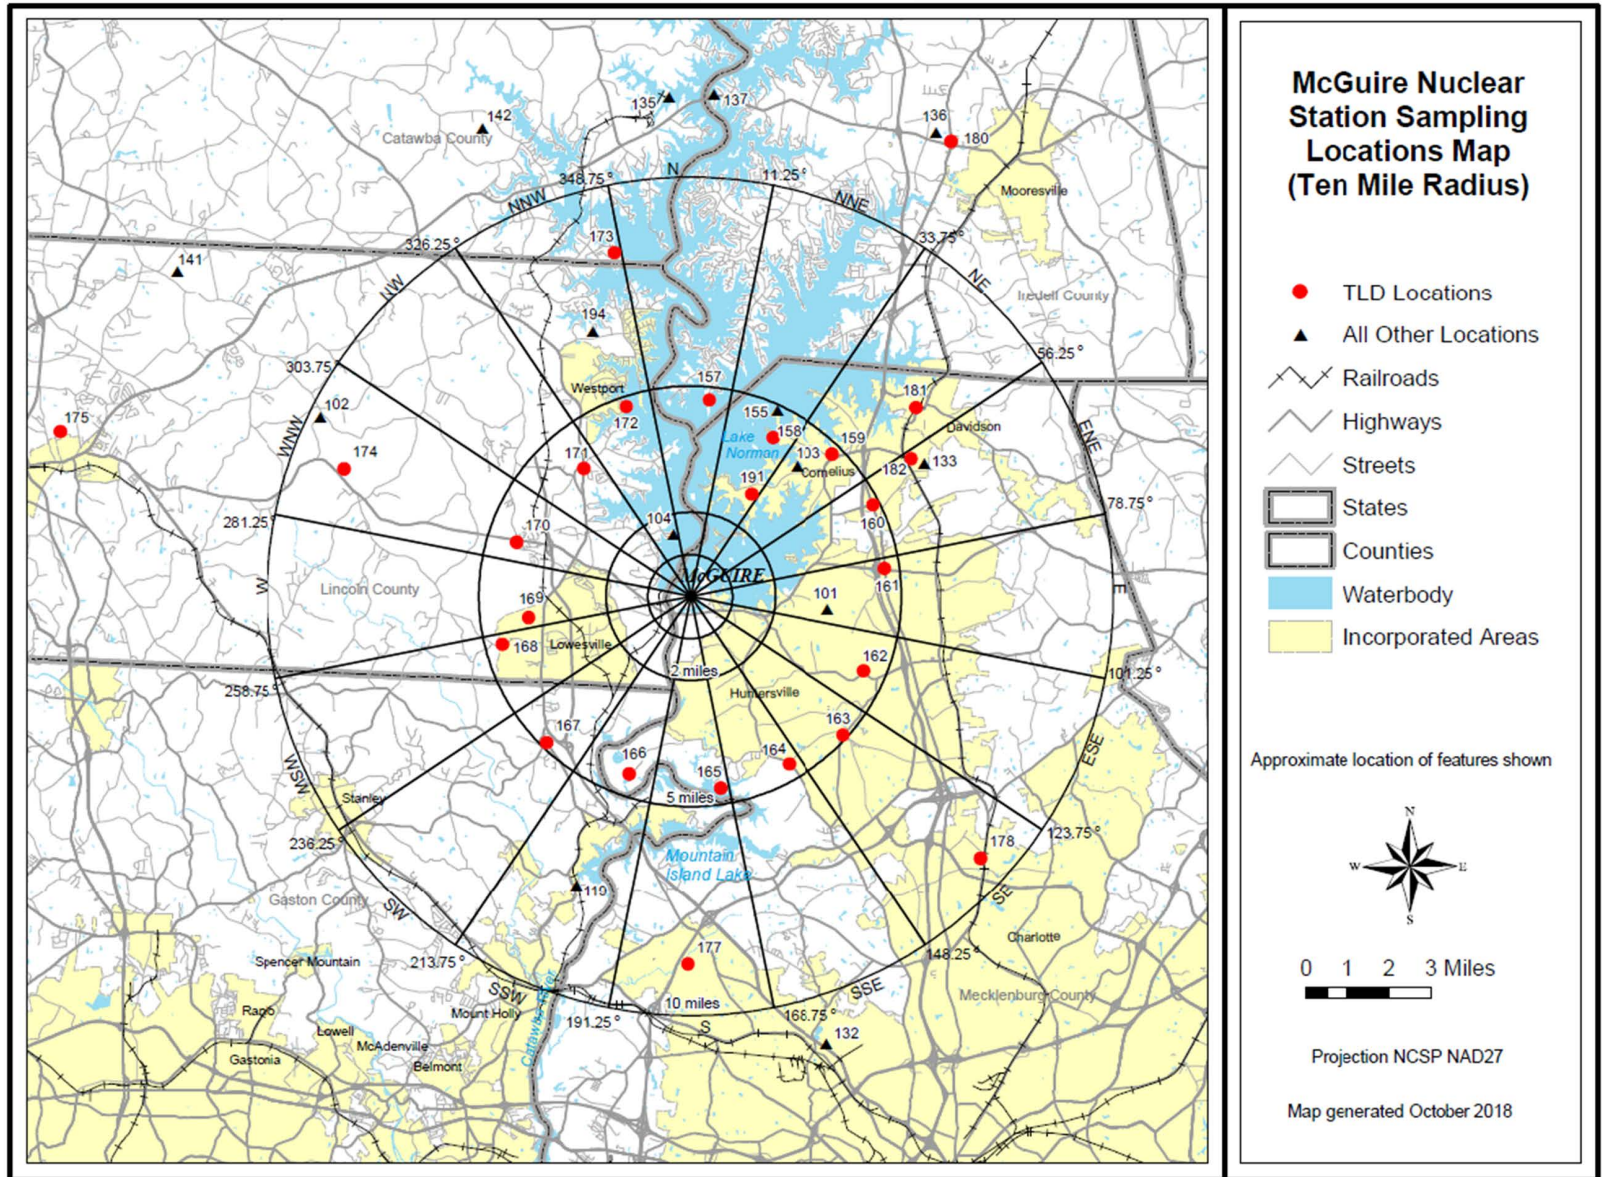 McGuire Nuclear
Station Sampling
Locations Map
(Ten Mile Radius)
TLD Locations
All Other Locations
Railroads
Highways
Streets
States
Counties
Waterbody
Incorporated Areas
Approximate location of features shown
N
W
E
S
0 1 2 3 Miles
Projection NCSP NAD27
Map generated October 2018
135
137
142
136
180
Catawba County
Mooresville
N
348.75°
11.25°
NNW
NNE
326.25°
173
33.75°
141
NW
NE
Iredell County
194
303.75°
56.25°
Westport
157
181
102
172
155
175
158
159
Davidson
WNW
ENE
Lake
Norman
174
171
103
Cornelius
182
133
191
78.75°
281.25°
170
104
160
McGUIRE
W
Lincoln County
161
E
101
169
168
Lowesville
162
2 miles
101.25°
258.75°
Huntersville
167
163
166
164
165
ESE
WSW
5 miles
Stanley
236.25°
123.75°
178
Mountain
Island Lake
119
Gaston County
SE
SW
Charlotte
177
148.25°
Spencer Mountain
213.75°
SSW
SSE
Mecklenburg County
10 miles
Mount Holly
191.25°
168.75°
S
132
Catawba River
Ranlo
Lowell
McAdenville
Gastonia
Belmont